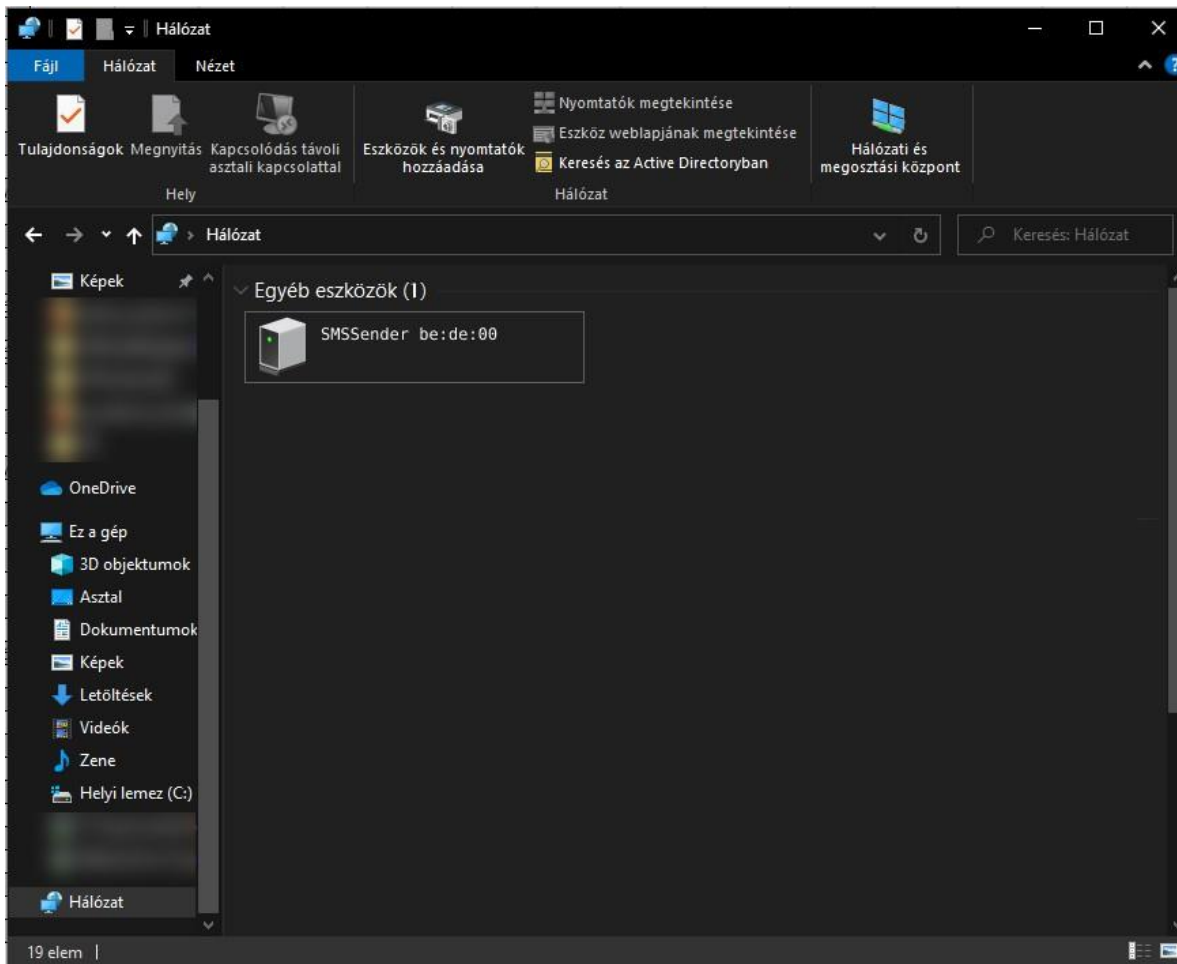 Hálózat
Fájl Hálózat Nézet
Tulajdonságok
Megnyitás
Kapcsolódás távoli
asztali kapcsolattal
Hely
Eszközök és nyomtatók
hozzáadása
Nyomtatók megtekintése
Eszköz weblapjának megtekintése
Keresés az Active Directoryban
Hálózat
Hálózati és
megosztási központ
Hálózat
Keresés: Hálózat
Képek
OneDrive
Ez a gép
3D objektumok
Asztal
Dokumentumok
Képek
Letöltések
Videók
Zene
Helyi lemez (C:)
Hálózat
Egyéb eszközök (1)
SMSSender be:de:00
19 elem